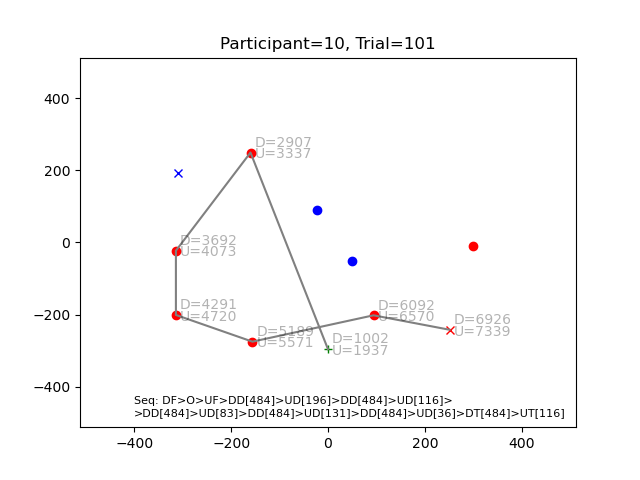 Participant=10, Trial=101
400
200
0
−200
−400
−400
−200
0
200
400
D=2907
U=3337
D=3692
U=4073
D=4291
U=4720
D=5189
U=5571
D=1002
U=1937
D=6092
U=6570
D=6926
U=7339
Seq: DF>O>UF>DD[484]>UD[196]>DD[484]>UD[116]>
>DD[484]>UD[83]>DD[484]>UD[131]>DD[484]>UD[36]>DT[484]>UT[116]